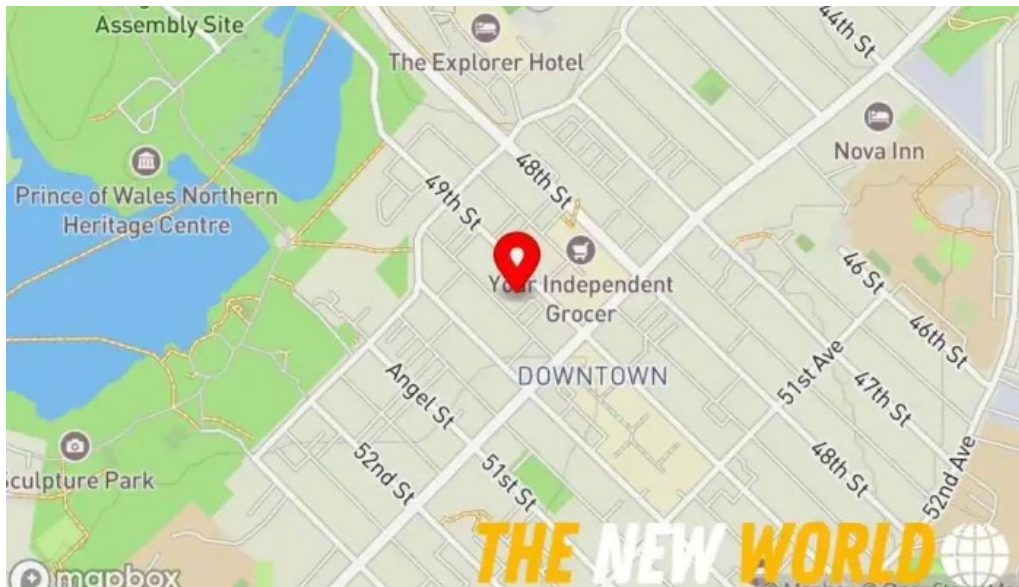 Assembly Site
The Explorer Hotel
44th St
Nova Inn
Prince of Wales Northern
Heritage Centre
48th St
49th St
Your Independent
Grocer
46 St
46th St
DOWNTOWN
51st Ave
Angel St
47th St
52nd St
51st St
48th St
52nd Ave
Sculpture Park
THE NEW WORLD
mapbox